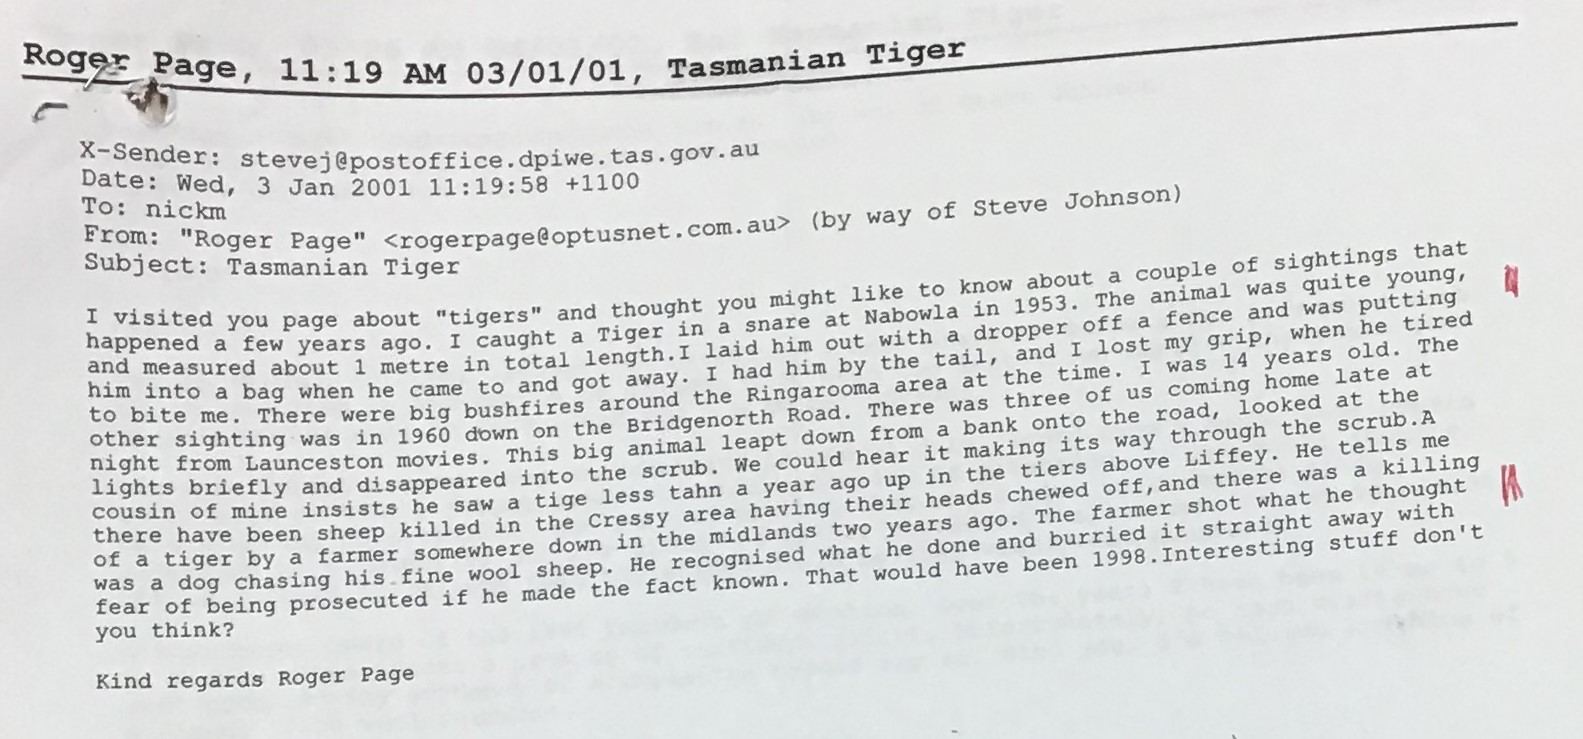 Roger Page, 11:19 AM 03/01/01, Tasmanian Tiger
X-Sender: stevej@postoffice.dpiwe.tas.gov.au
Date: Wed, 3 Jan 2001 11:19:58 +1100
To: nickm
From: "Roger Page" <rogerpage@optusnet.com.au> (by way of Steve Johnson)
Subject: Tasmanian Tiger
I visited you page about "tigers" and thought you might like to know about a couple of sightings that
happened a few years ago. I caught a Tiger in a snare at Nabowla in 1953. The animal was quite young,
and measured about 1 metre in total length.I laid him out with a dropper off a fence and was putting
him into a bag when he came to and got away. I had him by the tail, and I lost my grip, when he tired
to bite me. There were big bushfires around the Ringarooma area at the time. I was 14 years old. The
other sighting was in 1960 down on the Bridgenorth Road. There was three of us coming home late at
night from Launceston movies. This big animal leapt down from a bank onto the road, looked at the
lights briefly and disappeared into the scrub. We could hear it making its way through the scrub.A
cousin of mine insists he saw a tige less tahn a year ago up in the tiers above Liffey. He tells me
there have been sheep killed in the Cressy area having their heads chewed off,and there was a killing
of a tiger by a farmer somewhere down in the midlands two years ago. The farmer shot what he thought
was a dog chasing his fine wool sheep. He recognised what he done and burried it straight away with
fear of being prosecuted if he made the fact known. That would have been 1998.Interesting stuff don't
you think?
Kind regards Roger Page